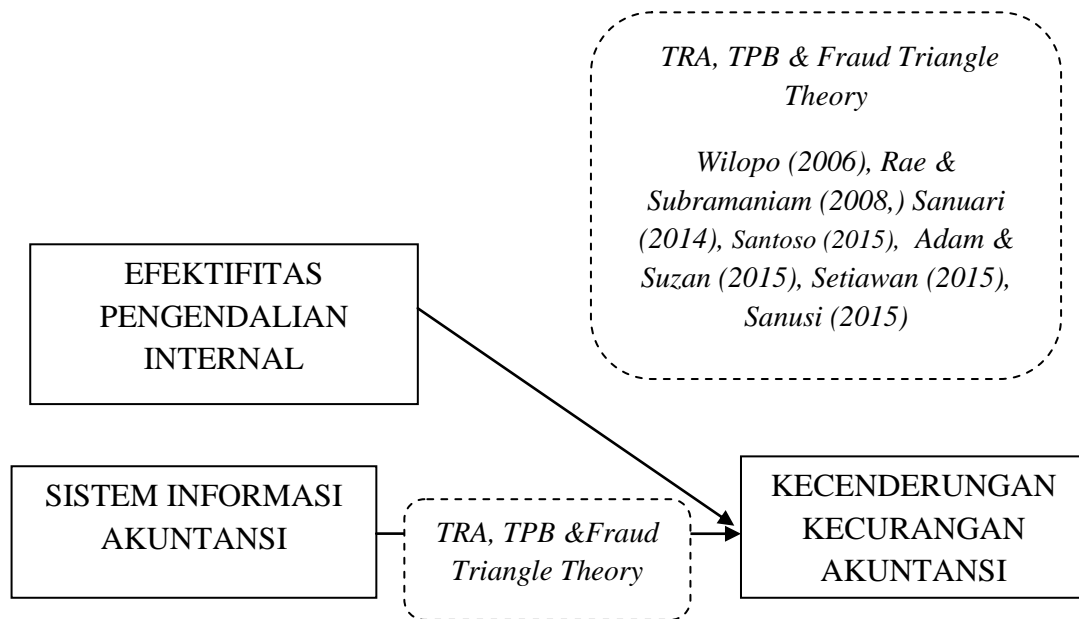 TRA, TPB & Fraud Triangle
Theory
Wilopo (2006), Rae &
Subramaniam (2008,) Sanuari
(2014), Santoso (2015), Adam &
Suzan (2015), Setiawan (2015),
Sanusi (2015)
EFEKTIFITAS
PENGENDALIAN
INTERNAL
SISTEM INFORMASI
AKUNTANSI
TRA, TPB &Fraud
Triangle Theory
KECENDERUNGAN
KECURANGAN
AKUNTANSI